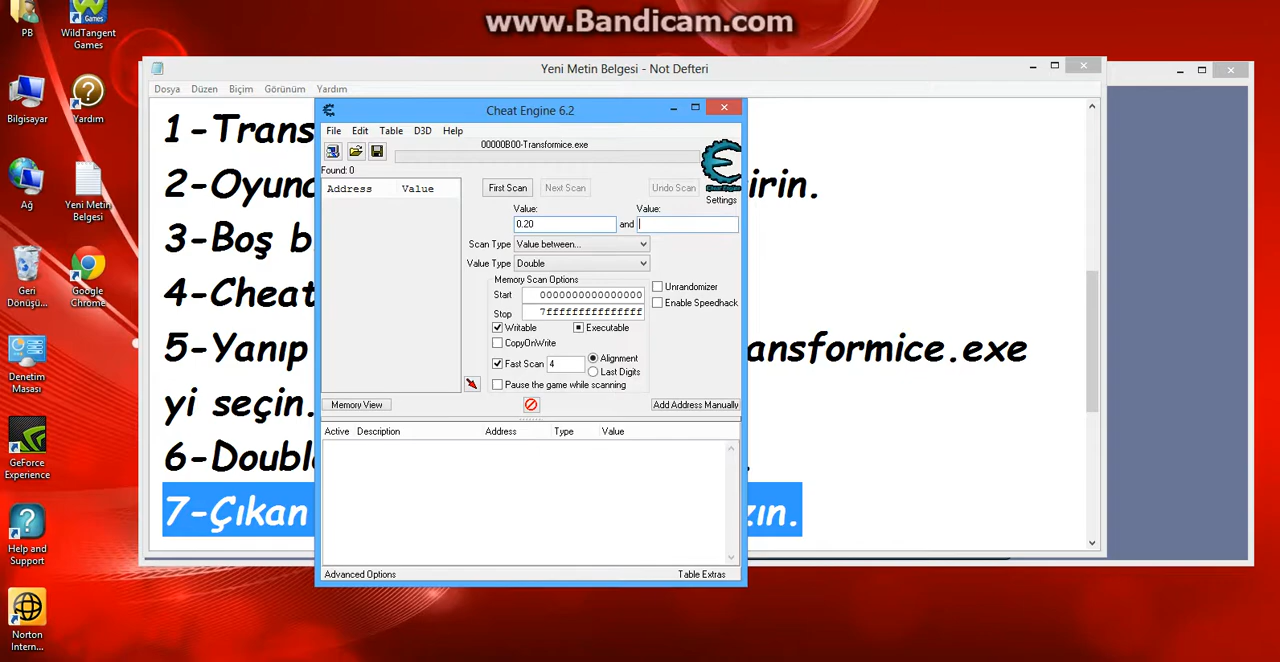 www.Bandicam.com
PB
WildTangent
Games
Bilgisayar
Yardım
Ağ
Yeni Metin
Belgesi
Geri
Dönüşü...
Google
Chrome
Denetim
Masası
GeForce
Experience
Help and
Support
Norton
Intern...
Yeni Metin Belgesi - Not Defteri
Dosya Düzen Biçim Görünüm Yardım
1-Trans
2-Oyund irin.
3-Boş b
4-Cheat
5-Yanıp ansformice.exe
yi seçin.
6-Double .
7-Çıkan zın.
Cheat Engine 6.2
File Edit Table D3D Help
00000B00-Transformice.exe
Found: 0
Address Value
First Scan Next Scan Undo Scan
Cheat Engine
Settings
Value: Value:
0.20 and
Scan Type Value between...
Value Type Double
Memory Scan Options
Start 0000000000000000
Stop 7fffffffffffffff
Unrandomizer
Enable Speedhack
Writable Executable
CopyOnWrite
Fast Scan 4 Alignment
Last Digits
Pause the game while scanning
Memory View Add Address Manually
Active Description Address Type Value
Advanced Options Table Extras